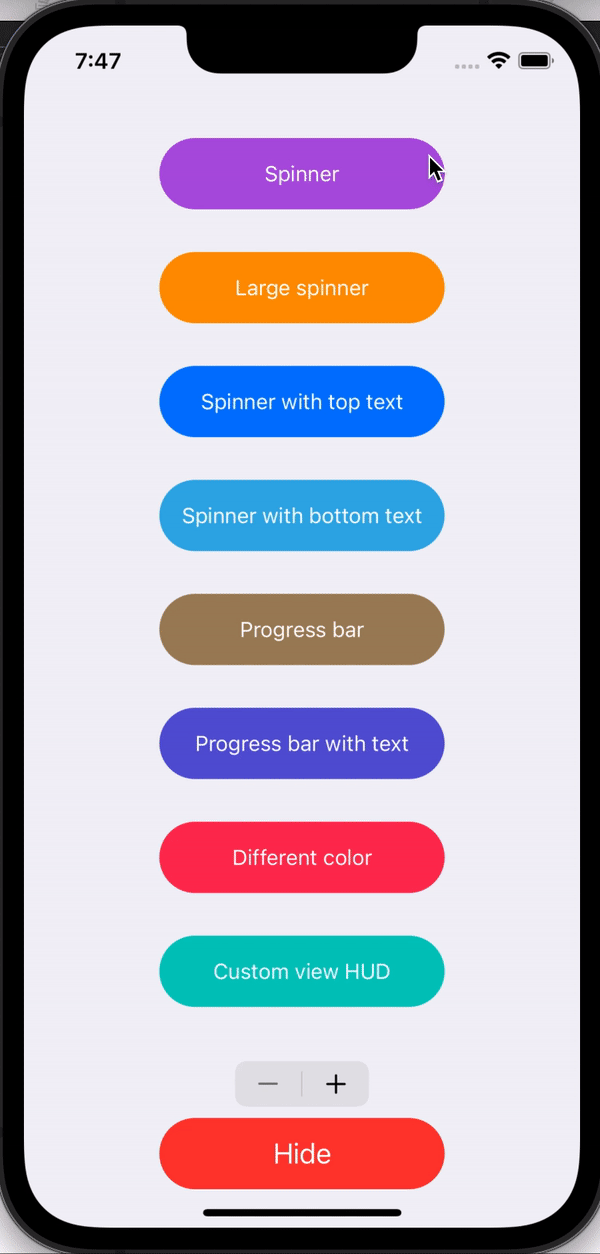 7:47
Spinner
Large spinner
Spinner with top text
Spinner with bottom text
Progress bar
Progress bar with text
Different color
Custom view HUD
− +
Hide